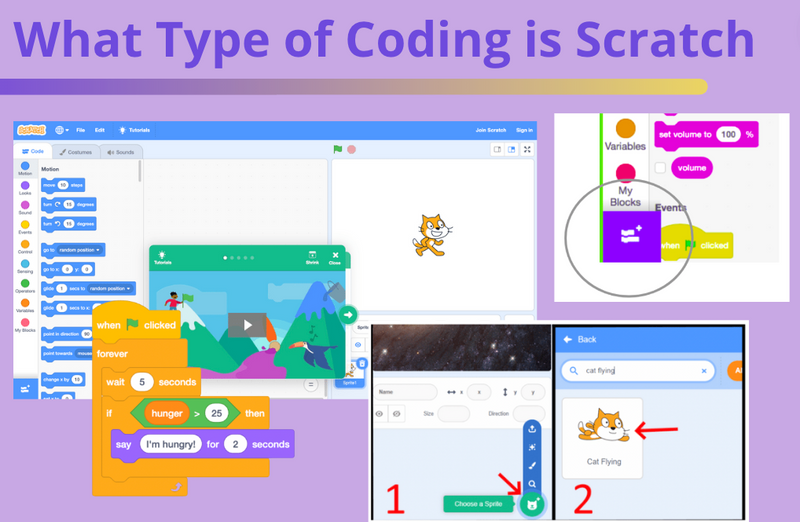 What Type of Coding is Scratch
SCRATCH
File Edit Tutorials Join Scratch Sign in
Code Costumes Sounds
Motion
Motion
Looks
Sound
Events
Control
Sensing
Operators
Variables
My Blocks
move 10 steps
turn 15 degrees
turn 15 degrees
go to random position
go to x: 0 y: 0
glide 1 secs to random position
glide 1 secs to x:
point in direction 90
point towards mouse
change x by 10
Tutorials Shrink Close
Sprite
Sprite1
when clicked
forever
wait 5 seconds
if hunger > 25 then
say I'm hungry! for 2 seconds
Variables
My
Blocks
set volume to 100 %
volume
Events
when clicked
Name x x y y
Size Direction
Choose a Sprite
1
Back
cat flying
Cat Flying
2